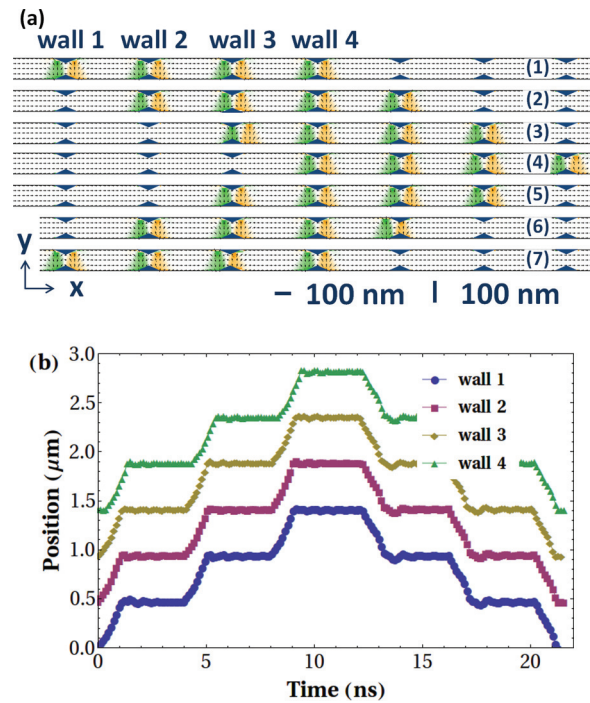 (a)
wall 1 wall 2 wall 3 wall 4
(1)
(2)
(3)
(4)
(5)
(6)
(7)
y
x
– 100 nm I 100 nm
(b)
3.0
2.5
2.0
1.5
1.0
0.5
0.0
Position (μm)
wall 1
wall 2
wall 3
wall 4
0 5 10 15 20
Time (ns)